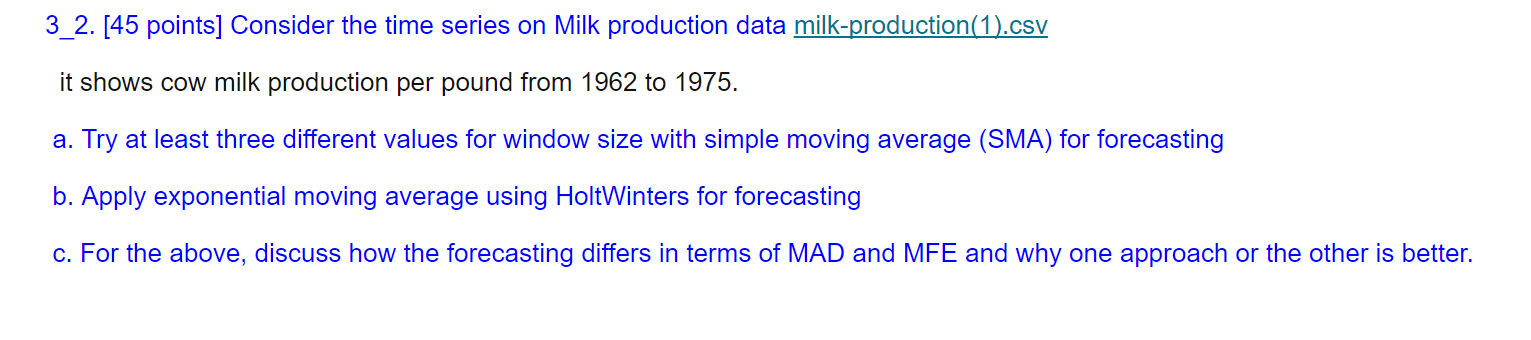 3_2. [45 points] Consider the time series on Milk production data milk-production(1).csv
it shows cow milk production per pound from 1962 to 1975.
a. Try at least three different values for window size with simple moving average (SMA) for forecasting
b. Apply exponential moving average using HoltWinters for forecasting
c. For the above, discuss how the forecasting differs in terms of MAD and MFE and why one approach or the other is better.